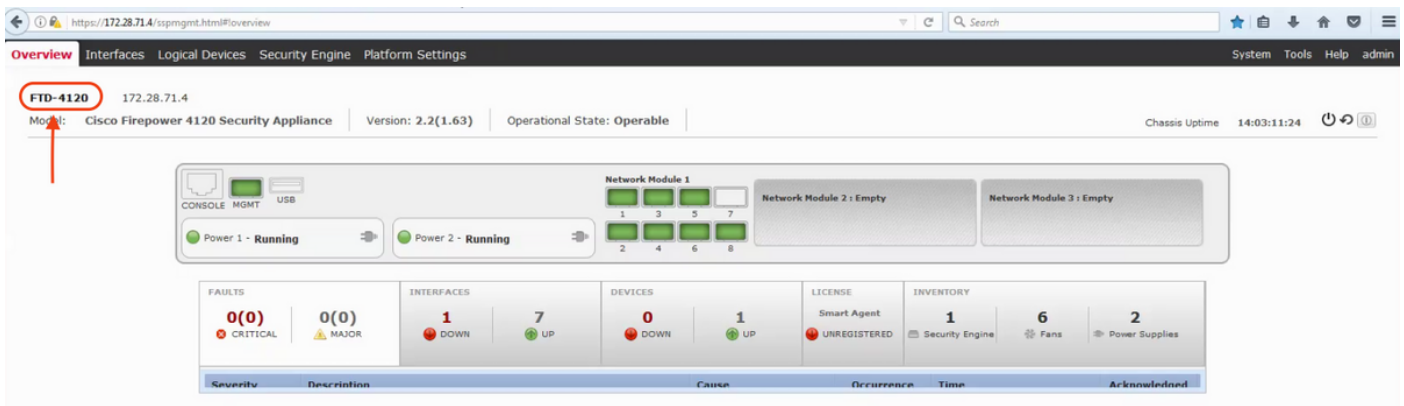 https://172.28.71.4/sspmgmt.html#!overview Search
Overview Interfaces Logical Devices Security Engine Platform Settings System Tools Help admin
FTD-4120 172.28.71.4
Model: Cisco Firepower 4120 Security Appliance Version: 2.2(1.63) Operational State: Operable Chassis Uptime 14:03:11:24
Network Module 1
CONSOLE MGMT USB
1 3 5 7
Network Module 2 : Empty
Network Module 3 : Empty
Power 1 - Running Power 2 - Running
2 4 6 8
FAULTS INTERFACES DEVICES LICENSE INVENTORY
0(0) 0(0) 1 7 0 1 Smart Agent 1 6 2
CRITICAL MAJOR DOWN UP DOWN UP UNREGISTERED Security Engine Fans Power Supplies
Severity Description Cause Occurrence Time Acknowledged